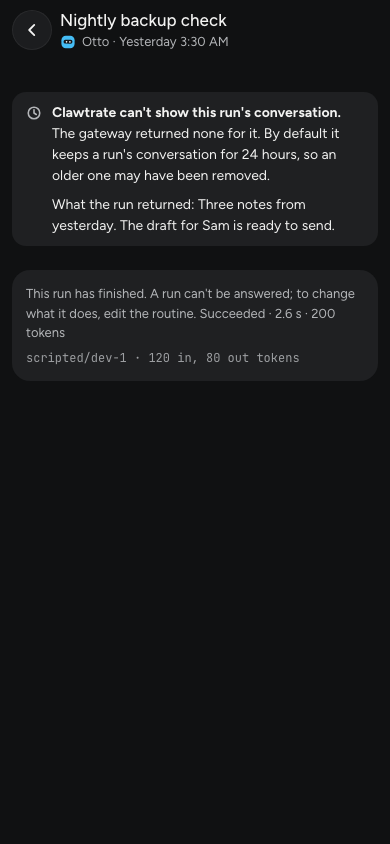 Nightly backup check
Otto · Yesterday 3:30 AM
Clawtrate can't show this run's conversation.
The gateway returned none for it. By default it
keeps a run's conversation for 24 hours, so an
older one may have been removed.
What the run returned: Three notes from
yesterday. The draft for Sam is ready to send.
This run has finished. A run can't be answered; to change
what it does, edit the routine. Succeeded · 2.6 s · 200
tokens
scripted/dev-1 · 120 in, 80 out tokens